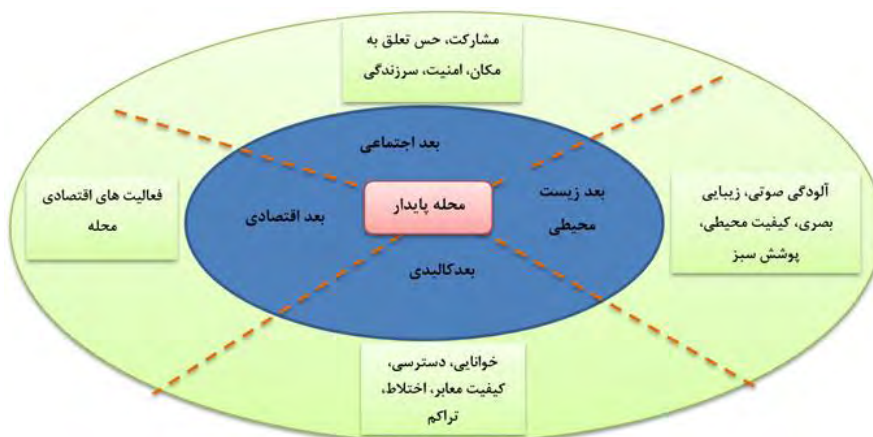 مشارکت، حس تعلق به
مکان، امنیت، سرزندگی
بعد اجتماعی
آلودگی صوتی، زیبایی
بصری، کیفیت محیطی،
پوشش سبز
بعد زیست
محیطی
محله پایدار
بعد اقتصادی
فعالیت های اقتصادی
محله
بعدکالبدی
خوانایی، دسترسی،
کیفیت معابر، اختلاط،
تراکم